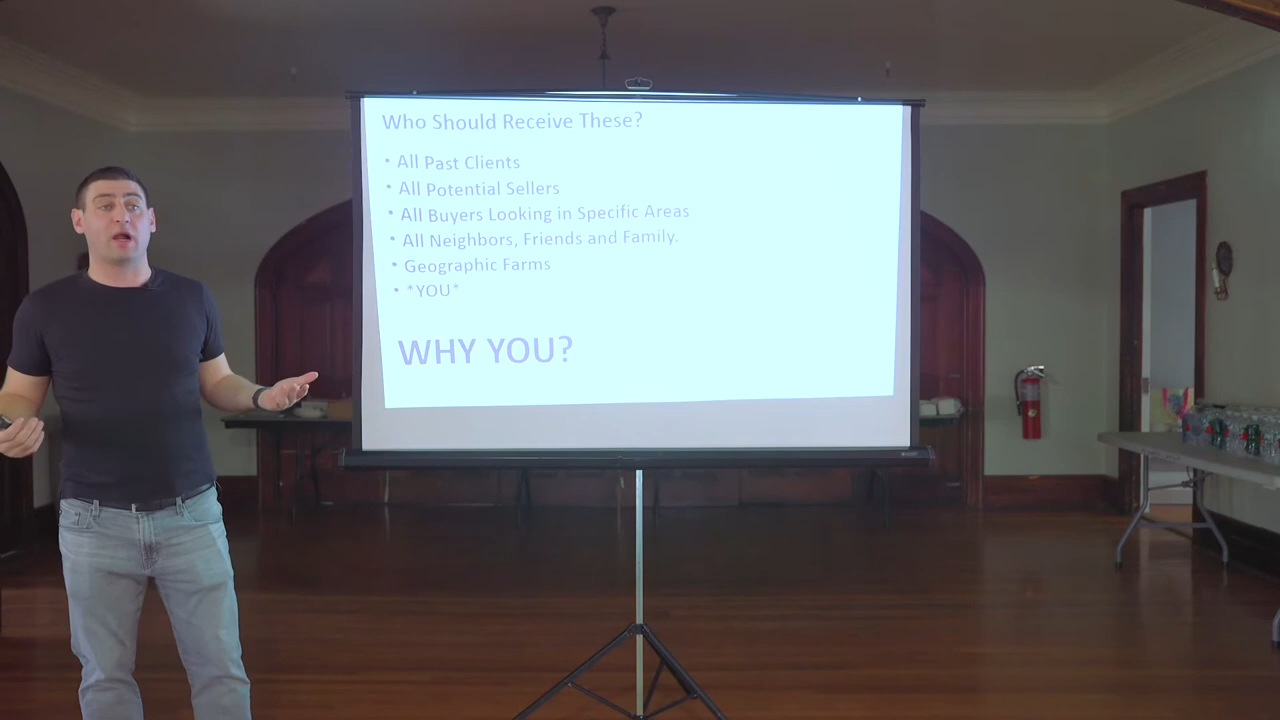 Who Should Receive These?
• All Past Clients
• All Potential Sellers
• All Buyers Looking in Specific Areas
• All Neighbors, Friends and Family.
• Geographic Farms
• *YOU*
WHY YOU?